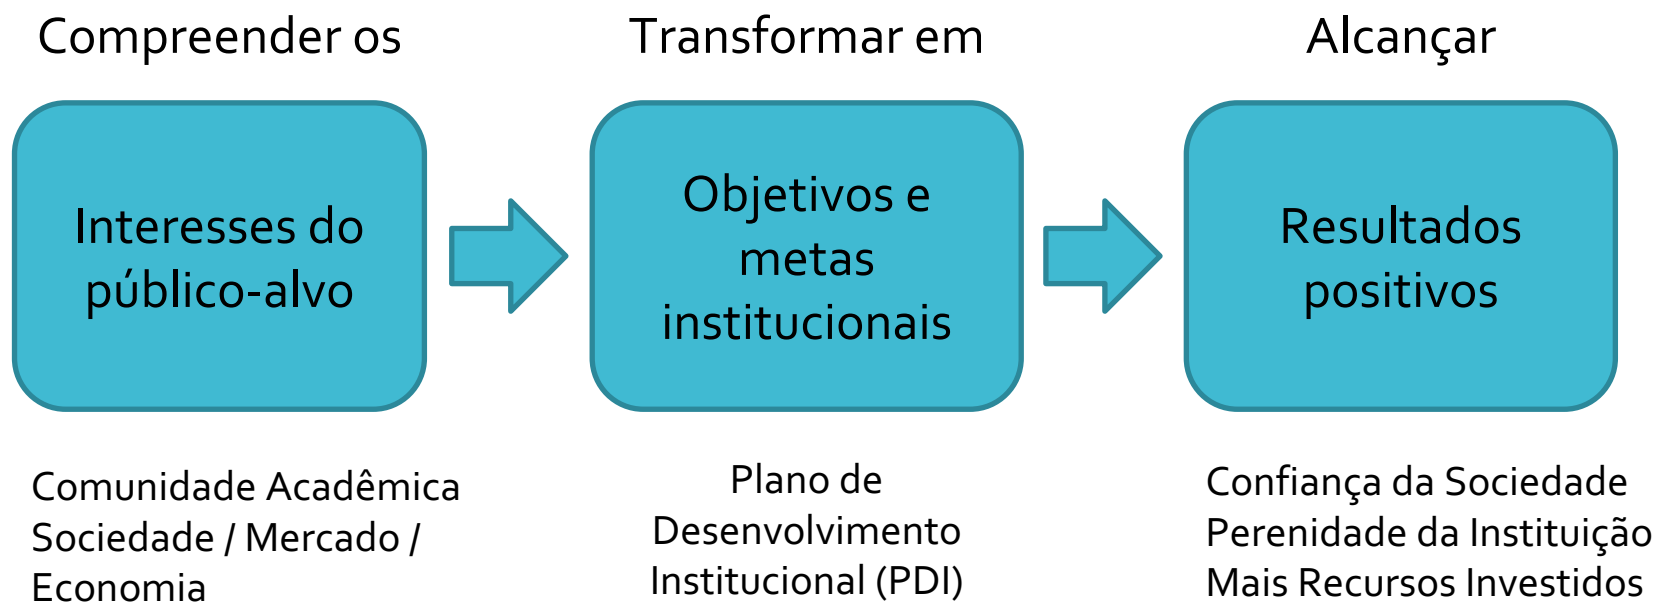 Compreender os
Interesses do
público-alvo
Comunidade Acadêmica
Sociedade / Mercado /
Economia
Transformar em
Objetivos e
metas
institucionais
Plano de
Desenvolvimento
Institucional (PDI)
Alcançar
Resultados
positivos
Confiança da Sociedade
Perenidade da Instituição
Mais Recursos Investidos